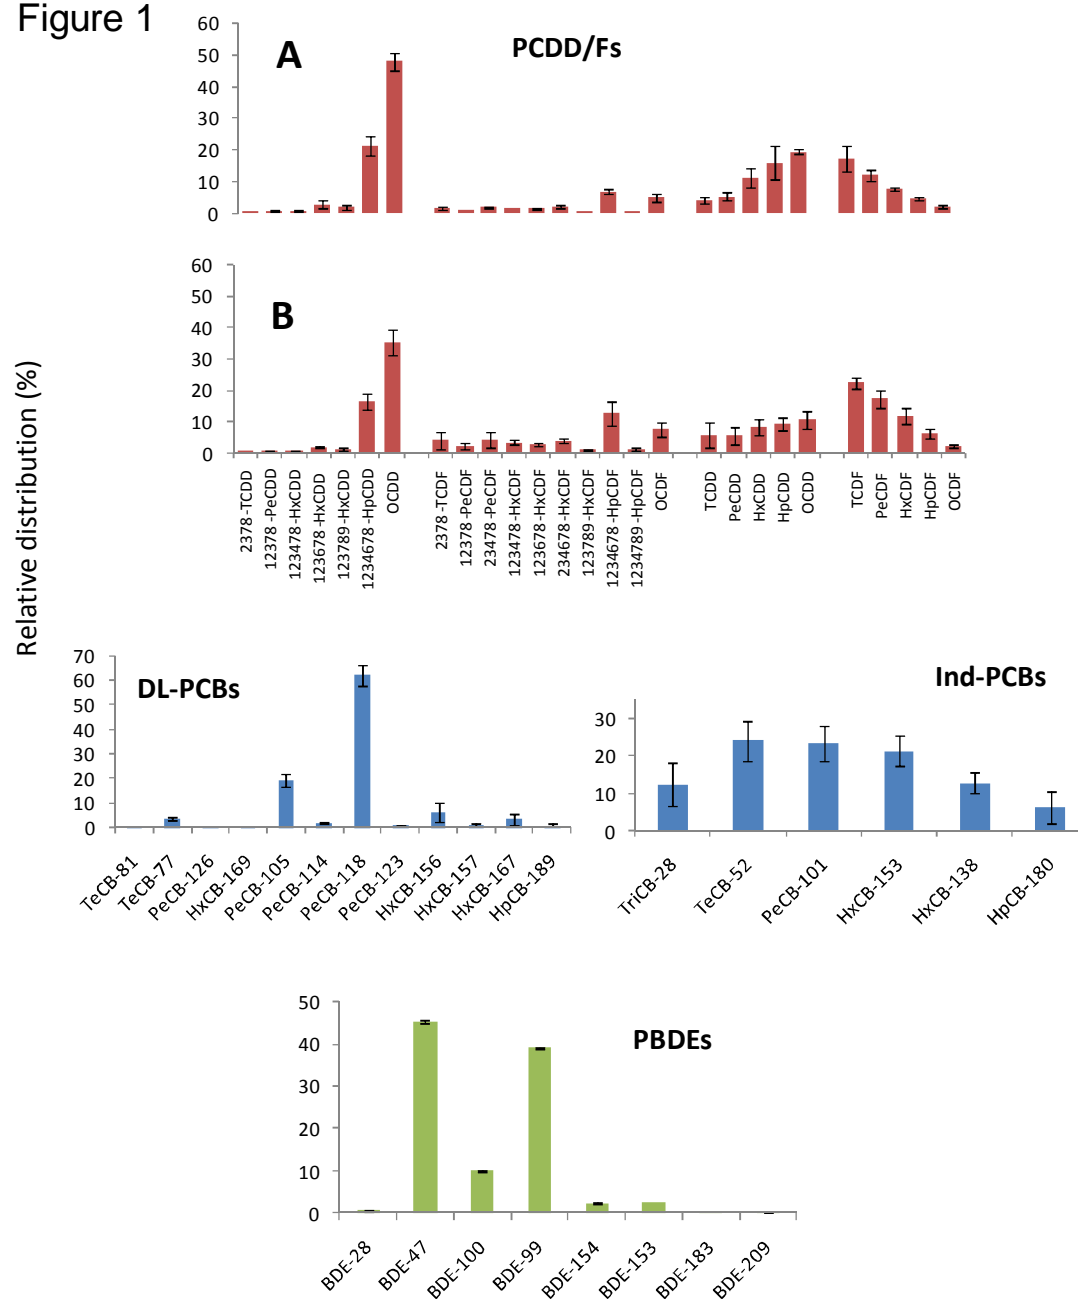 Figure 1
Relative distribution (%)
PCDD/Fs
A
60
50
40
30
20
10
0
B
60
50
40
30
20
10
0
2378-TCDD
12378-PeCDD
123478-HxCDD
123678-HxCDD
123789-HxCDD
1234678-HpCDD
OCDD
2378-TCDF
12378-PeCDF
23478-PeCDF
123478-HxCDF
123678-HxCDF
234678-HxCDF
123789-HxCDF
1234678-HpCDF
1234789-HpCDF
OCDF
TCDD
PeCDD
HxCDD
HpCDD
OCDD
TCDF
PeCDF
HxCDF
HpCDF
OCDF
DL-PCBs
70
60
50
40
30
20
10
0
TeCB-81
TeCB-77
PeCB-126
HxCB-169
PeCB-105
PeCB-114
PeCB-118
PeCB-123
HxCB-156
HxCB-157
HxCB-167
HpCB-189
Ind-PCBs
30
20
10
0
TriCB-28
TeCB-52
PeCB-101
HxCB-153
HxCB-138
HpCB-180
PBDEs
50
40
30
20
10
0
BDE-28
BDE-47
BDE-100
BDE-99
BDE-154
BDE-153
BDE-183
BDE-209